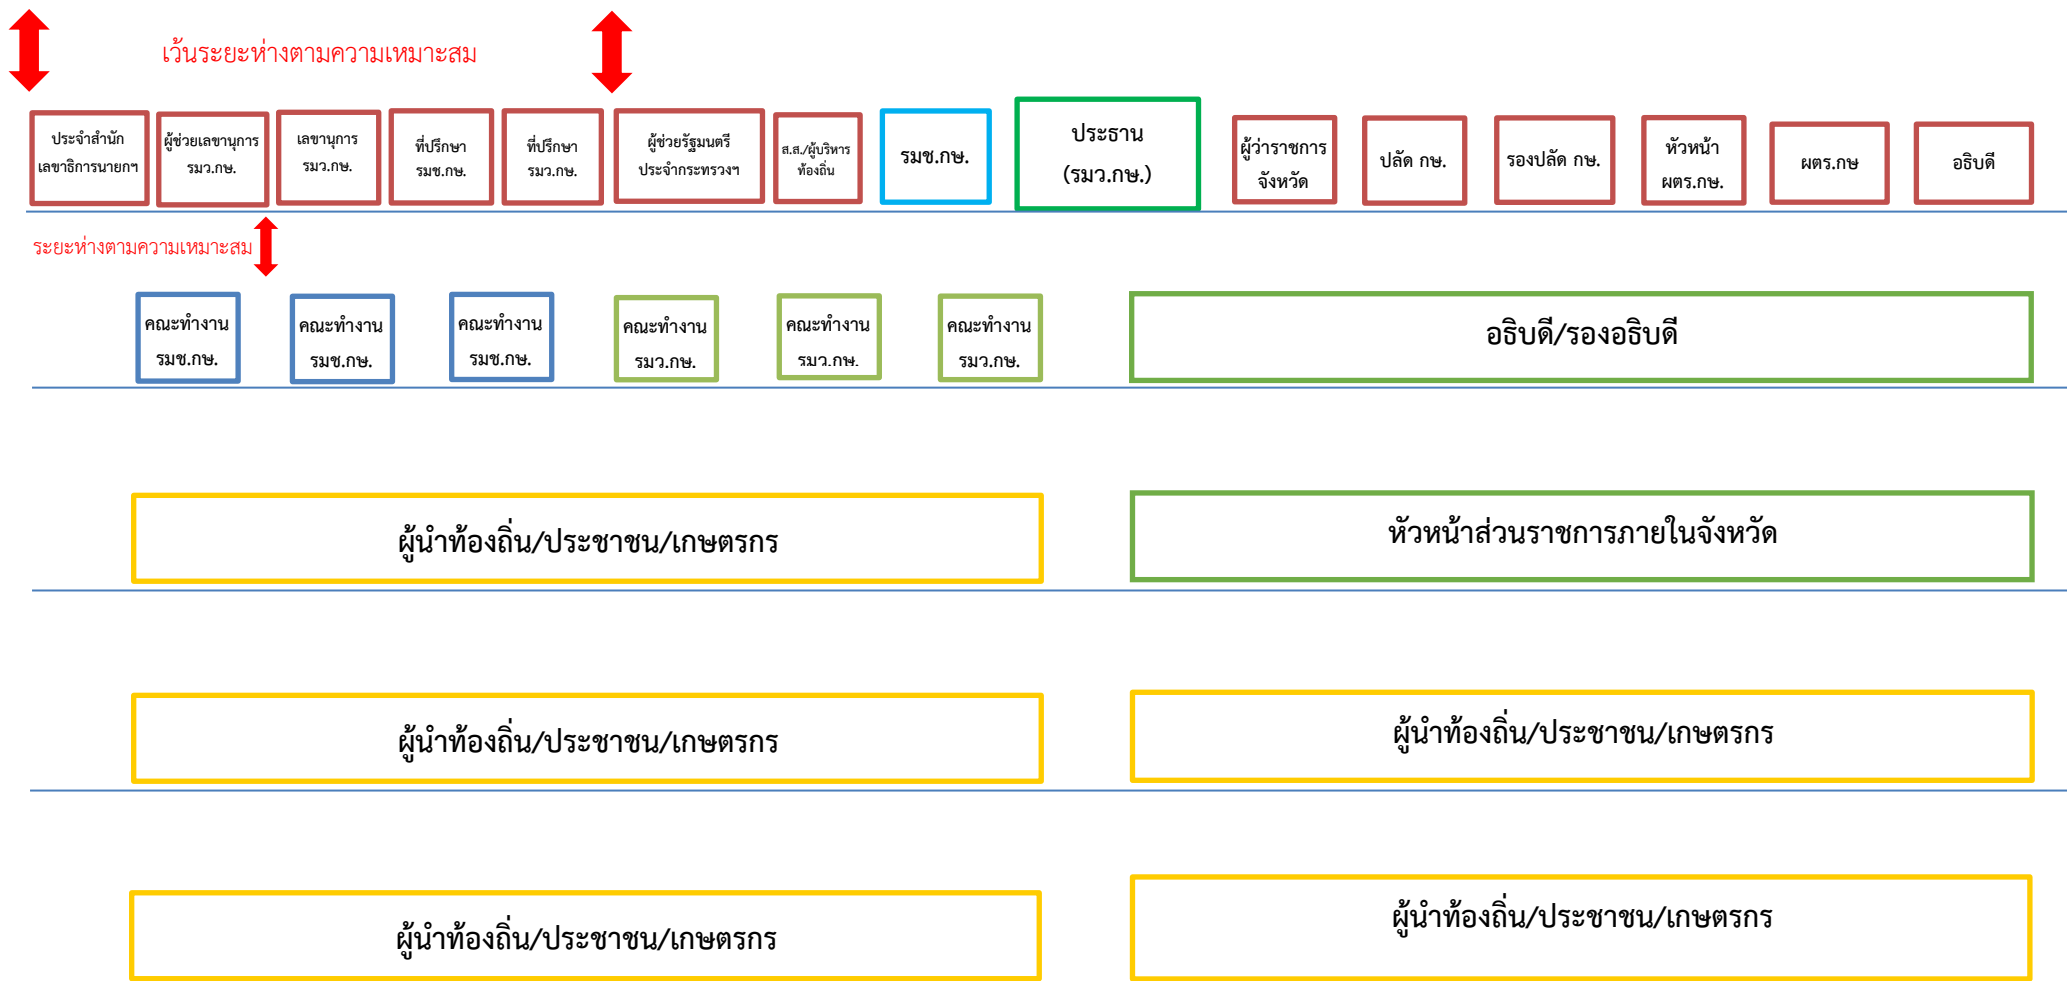 เว้นระยะห่างตามความเหมาะสม
ประจำสำนัก
เลขาธิการนายกฯ
ผู้ช่วยเลขานุการ
รมว.กษ.
เลขานุการ
รมว.กษ.
ที่ปรึกษา
รมช.กษ.
ที่ปรึกษา
รมว.กษ.
ผู้ช่วยรัฐมนตรี
ประจำกระทรวงฯ
ส.ส./ผู้บริหาร
ท้องถิ่น
รมช.กษ.
ประธาน
(รมว.กษ.)
ผู้ว่าราชการ
จังหวัด
ปลัด กษ.
รองปลัด กษ.
หัวหน้า
ผตร.กษ.
ผตร.กษ
อธิบดี
ระยะห่างตามความเหมาะสม
คณะทำงาน
รมช.กษ.
คณะทำงาน
รมช.กษ.
คณะทำงาน
รมช.กษ.
คณะทำงาน
รมว.กษ.
คณะทำงาน
รมว.กษ.
คณะทำงาน
รมว.กษ.
อธิบดี/รองอธิบดี
ผู้นำท้องถิ่น/ประชาชน/เกษตรกร
หัวหน้าส่วนราชการภายในจังหวัด
ผู้นำท้องถิ่น/ประชาชน/เกษตรกร
ผู้นำท้องถิ่น/ประชาชน/เกษตรกร
ผู้นำท้องถิ่น/ประชาชน/เกษตรกร
ผู้นำท้องถิ่น/ประชาชน/เกษตรกร